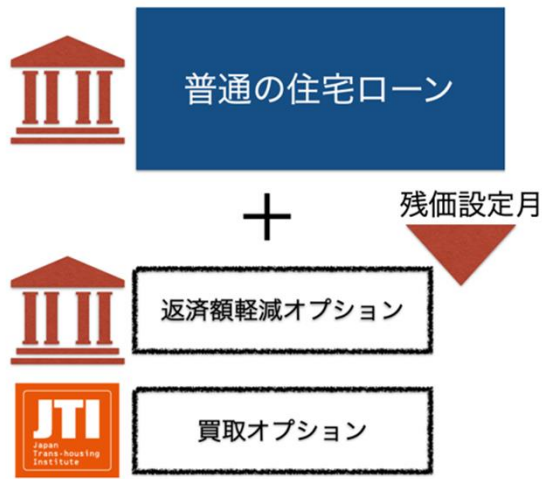 普通の住宅ローン
＋
残価設定月
返済額軽減オプション
JTI
Japan
Trans-housing
Institute
買取オプション